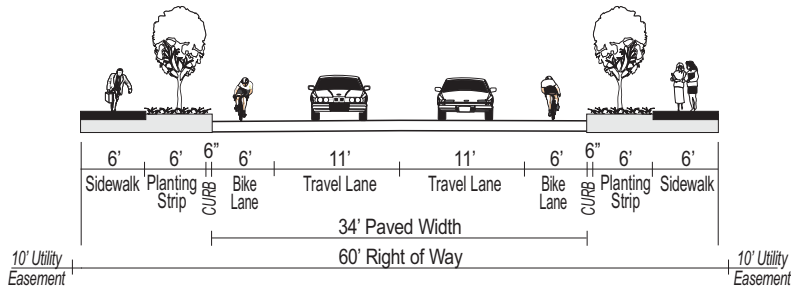 6’ 6’ 6” 6’ 11’ 11’ 6’ 6” 6’ 6’
Sidewalk Planting Strip CURB Bike Lane Travel Lane Travel Lane Bike Lane CURB Planting Strip Sidewalk
34’ Paved Width
10’ Utility Easement 60’ Right of Way 10’ Utility Easement